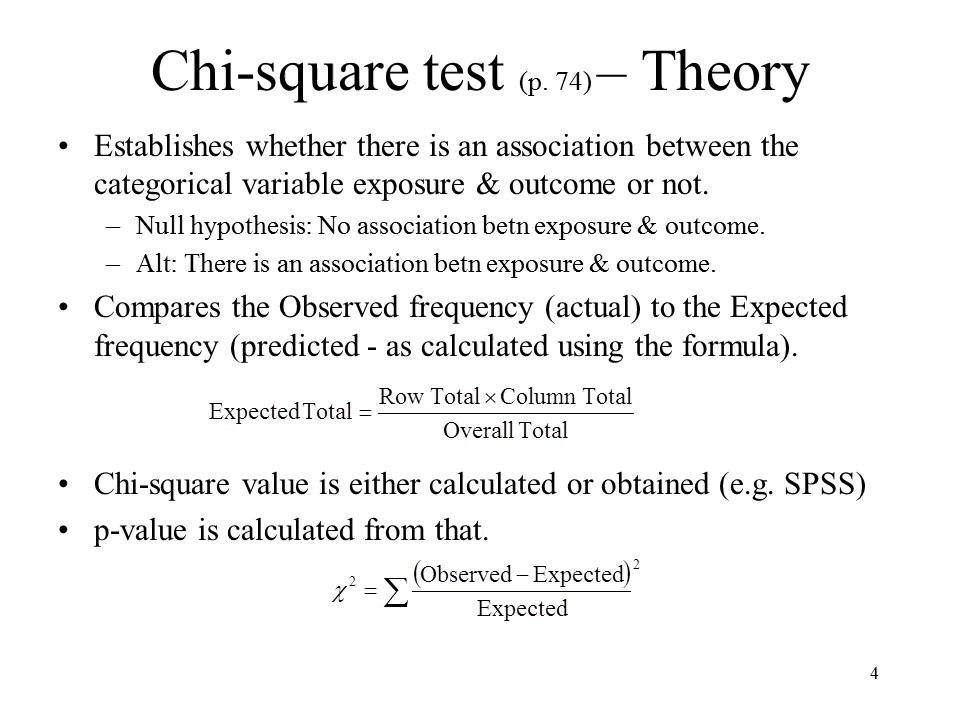 Chi-square test (p. 74) – Theory
• Establishes whether there is an association between the
categorical variable exposure & outcome or not.
– Null hypothesis: No association betn exposure & outcome.
– Alt: There is an association betn exposure & outcome.
• Compares the Observed frequency (actual) to the Expected
frequency (predicted - as calculated using the formula).
Expected Total = Row Total × Column Total
Overall Total
• Chi-square value is either calculated or obtained (e.g. SPSS)
• p-value is calculated from that.
χ² = ∑ (Observed − Expected)²
Expected
4